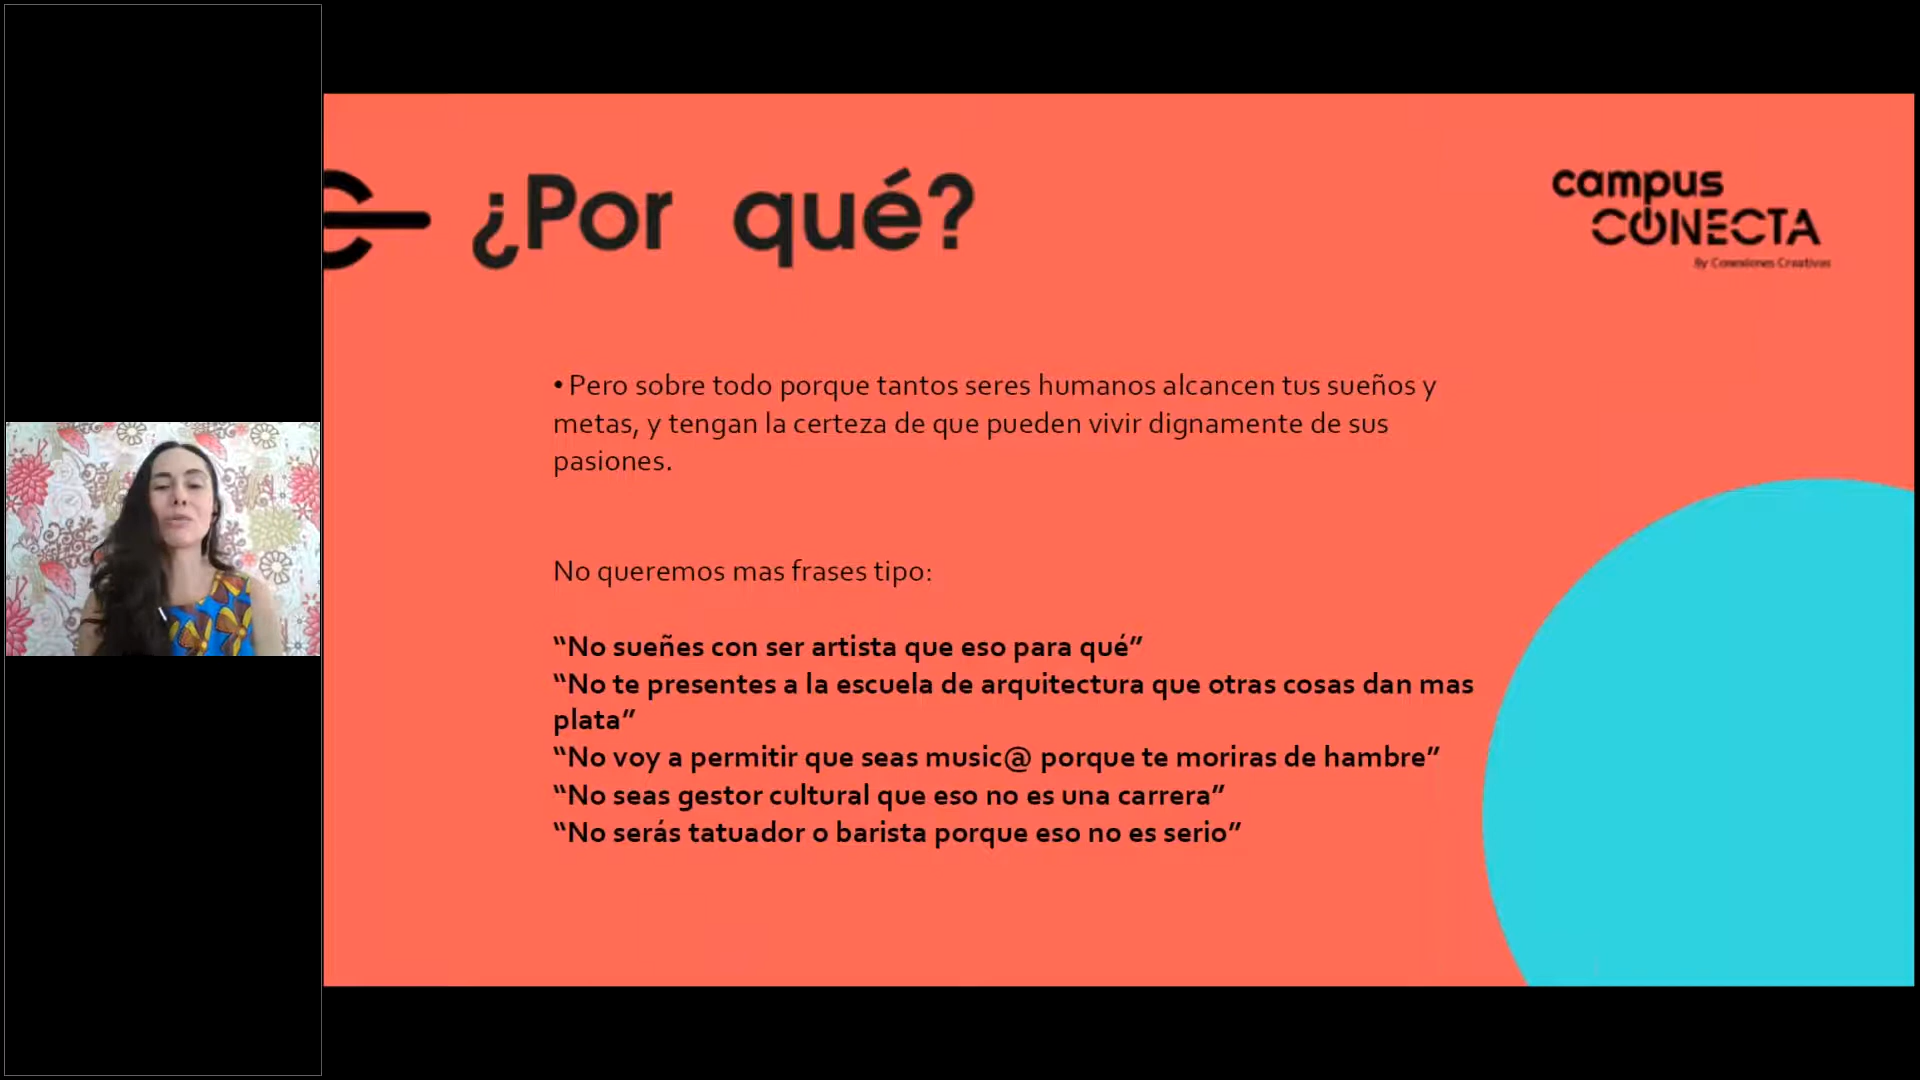 ¿Por qué?
campus
CONECTA
By Conexiones Creativas
• Pero sobre todo porque tantos seres humanos alcancen tus sueños y
metas, y tengan la certeza de que pueden vivir dignamente de sus
pasiones.
No queremos mas frases tipo:
“No sueñes con ser artista que eso para qué”
“No te presentes a la escuela de arquitectura que otras cosas dan mas
plata”
“No voy a permitir que seas music@ porque te moriras de hambre”
“No seas gestor cultural que eso no es una carrera”
“No serás tatuador o barista porque eso no es serio”